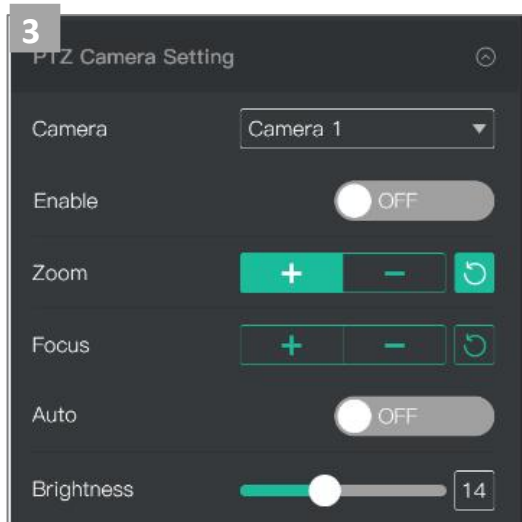 3
PTZ Camera Setting
Camera Camera 1
Enable OFF
Zoom + −
Focus + −
Auto OFF
Brightness 14